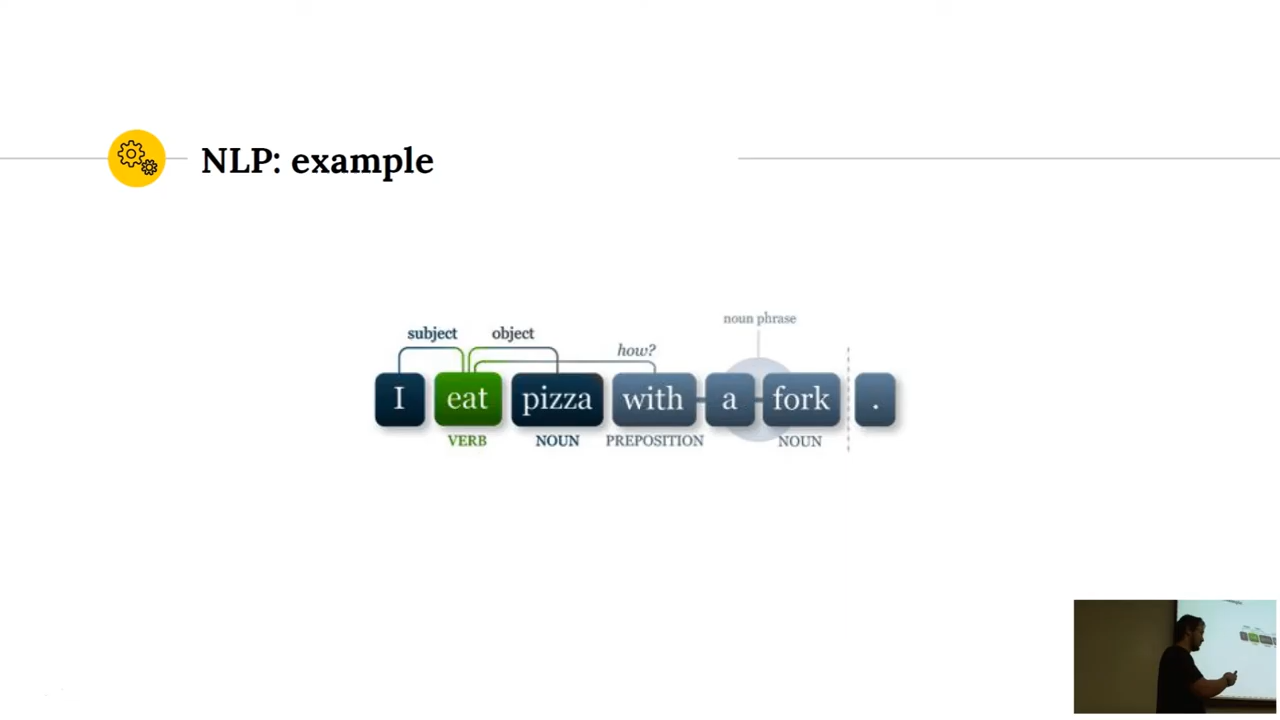 NLP: example
noun phrase
subject object
how?
I eat pizza with a fork .
VERB NOUN PREPOSITION NOUN